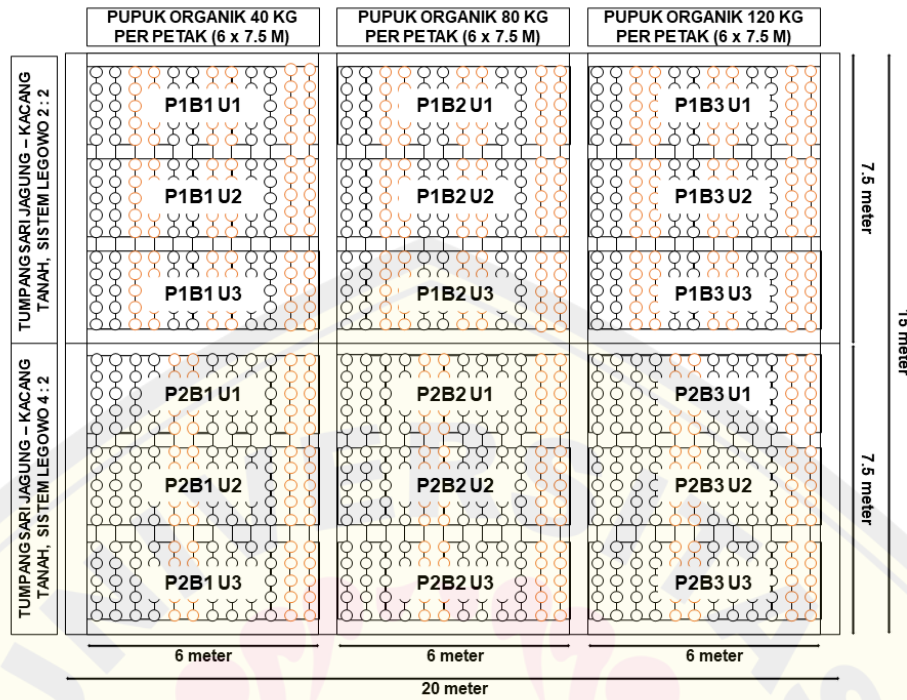 PUPUK ORGANIK 40 KG
PER PETAK (6 x 7.5 M)
PUPUK ORGANIK 80 KG
PER PETAK (6 x 7.5 M)
PUPUK ORGANIK 120 KG
PER PETAK (6 x 7.5 M)
TUMPANGSARI JAGUNG – KACANG
TANAH, SISTEM LEGOWO 2 : 2
P1B1 U1
P1B2 U1
P1B3 U1
P1B1 U2
P1B2 U2
P1B3 U2
P1B1 U3
P1B2 U3
P1B3 U3
7.5 meter
15 meter
TUMPANGSARI JAGUNG – KACANG
TANAH, SISTEM LEGOWO 4 : 2
P2B1 U1
P2B2 U1
P2B3 U1
P2B1 U2
P2B2 U2
P2B3 U2
P2B1 U3
P2B2 U3
P2B3 U3
7.5 meter
6 meter
6 meter
6 meter
20 meter
UNIVERSITAS